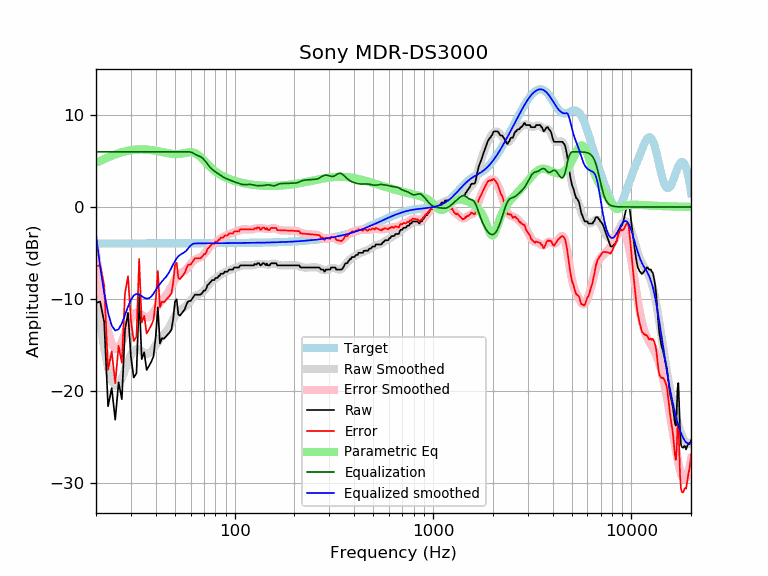 Sony MDR-DS3000
10
0
−10
−20
−30
Amplitude (dBr)
Target
Raw Smoothed
Error Smoothed
Raw
Error
Parametric Eq
Equalization
Equalized smoothed
100
1000
10000
Frequency (Hz)